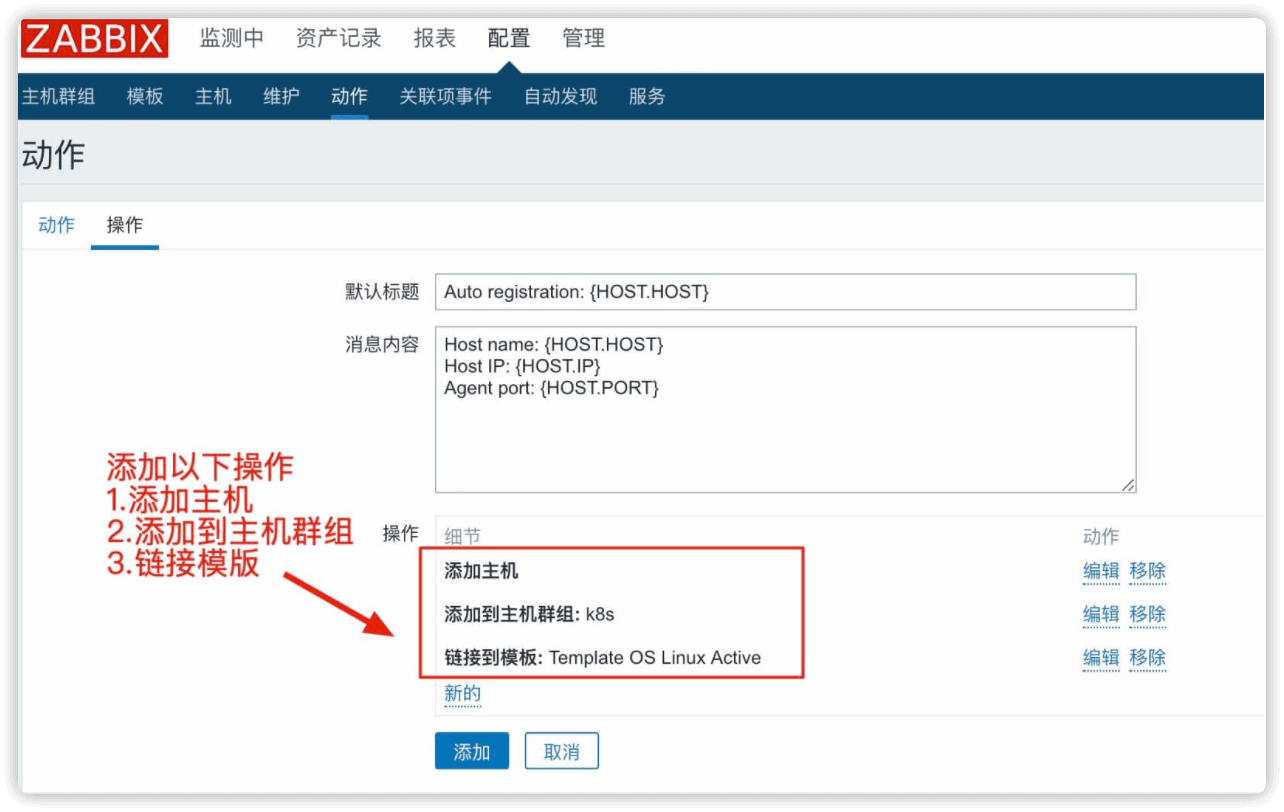 ZABBIX 监测中 资产记录 报表 配置 管理
主机群组 模板 主机 维护 动作 关联项事件 自动发现 服务
动作
动作 操作
默认标题 Auto registration: {HOST.HOST}
消息内容 Host name: {HOST.HOST}
Host IP: {HOST.IP}
Agent port: {HOST.PORT}
添加以下操作
1.添加主机
2.添加到主机群组
3.链接模版
操作 细节 动作
添加主机 编辑 移除
添加到主机群组: k8s 编辑 移除
链接到模板: Template OS Linux Active 编辑 移除
新的
添加 取消